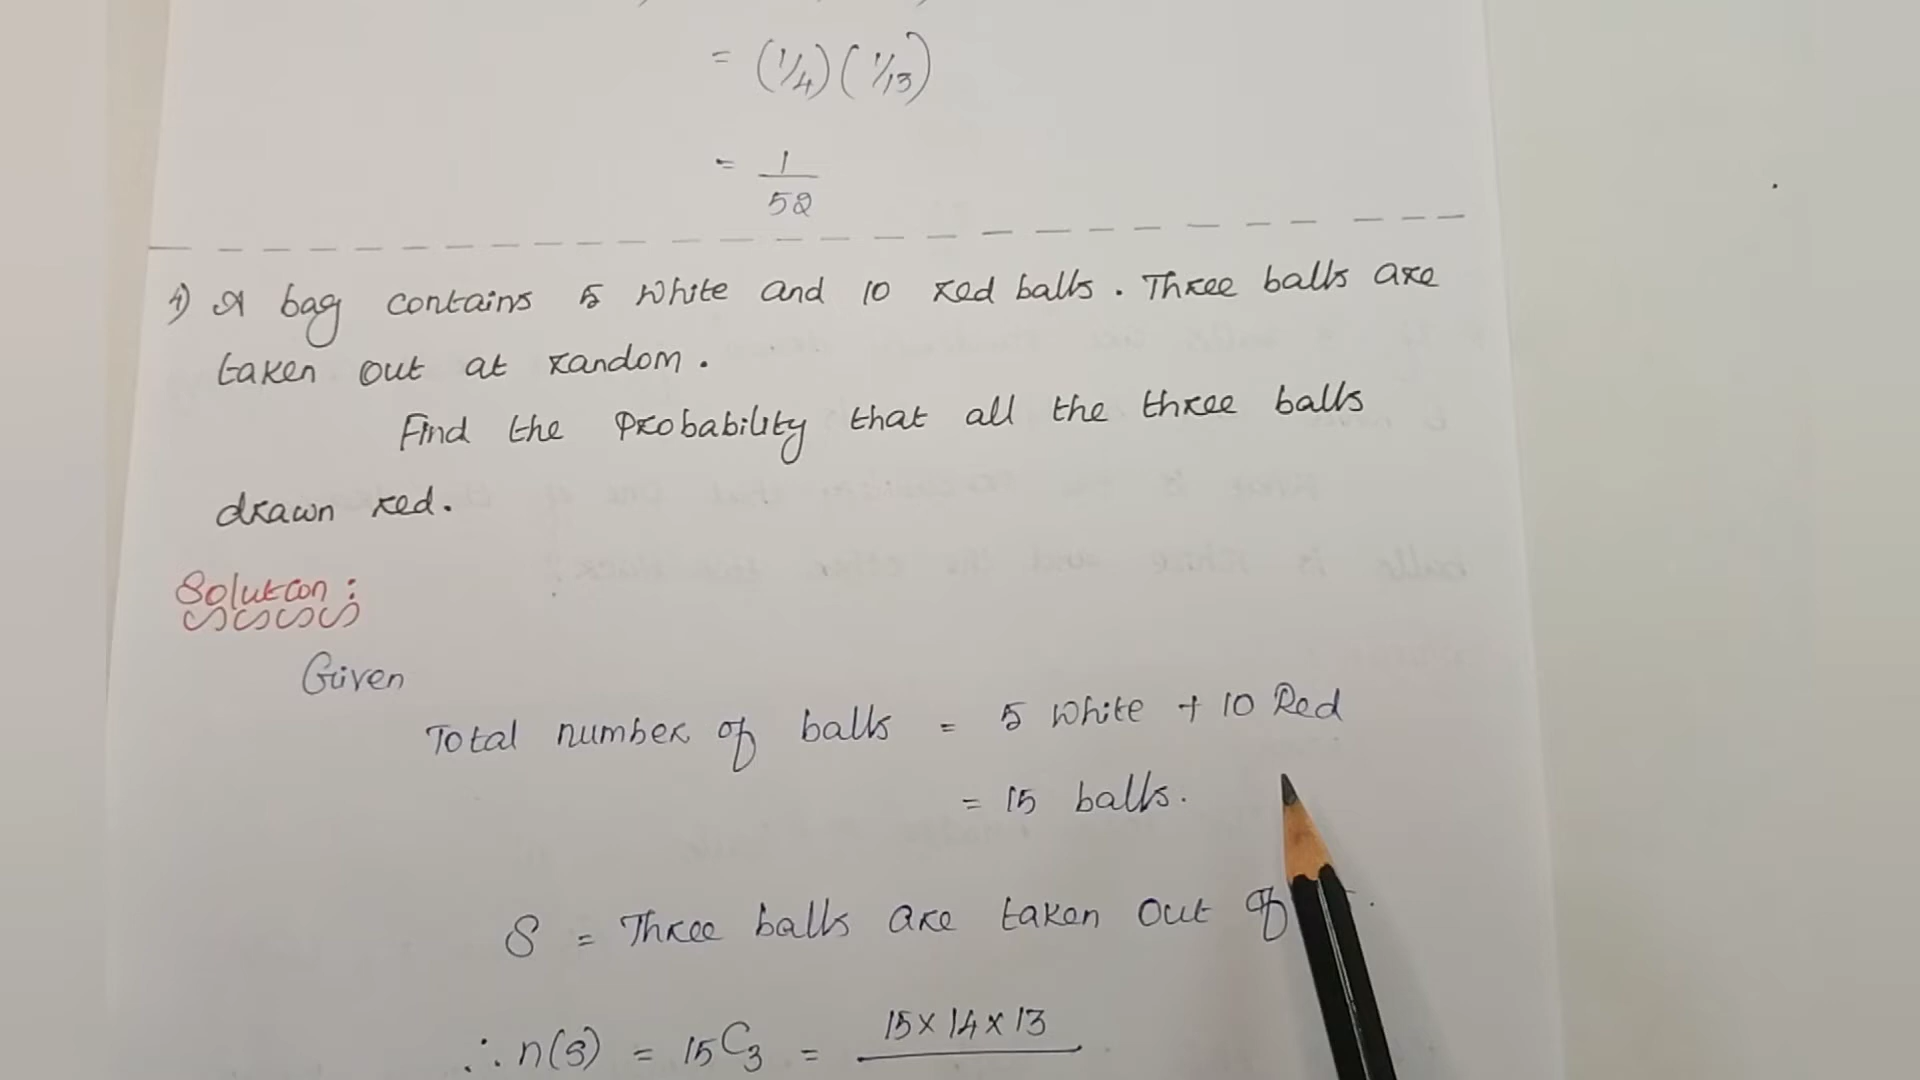 = (1/4) (1/13)
= 1/52
4) A bag contains 5 white and 10 red balls. Three balls are
taken out at random.
Find the Probability that all the three balls
drawn red.
Solution:
Given
Total number of balls = 5 white + 10 Red
= 15 balls.
S = Three balls are taken out of
∴ n(S) = 15C₃ = 15 × 14 × 13